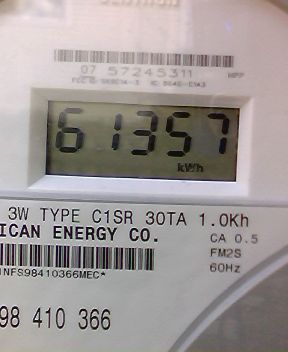 07 57245311
61357
kWh
3W TYPE C1SR 30TA 1.0Kh
ICAN ENERGY CO.
CA 0.5
FM2S
60Hz
NFS98410366MEC*
98 410 366